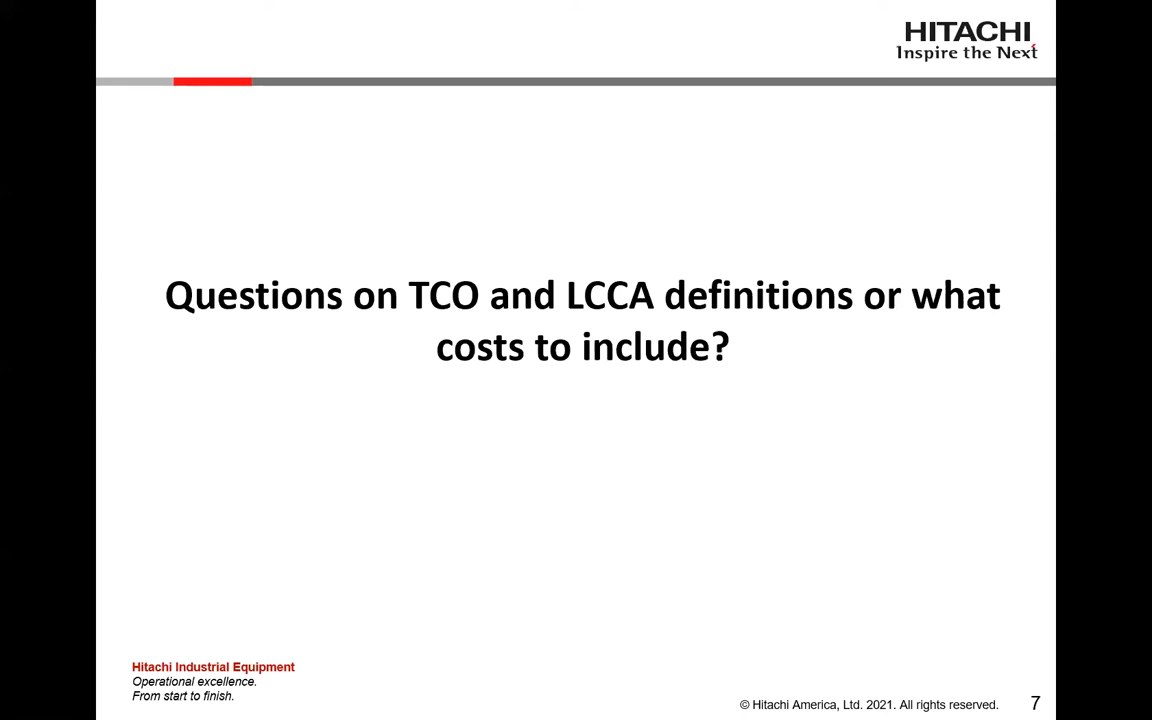 HITACHI
Inspire the Next
Questions on TCO and LCCA definitions or what
costs to include?
Hitachi Industrial Equipment
Operational excellence.
From start to finish.
© Hitachi America, Ltd. 2021. All rights reserved.
7